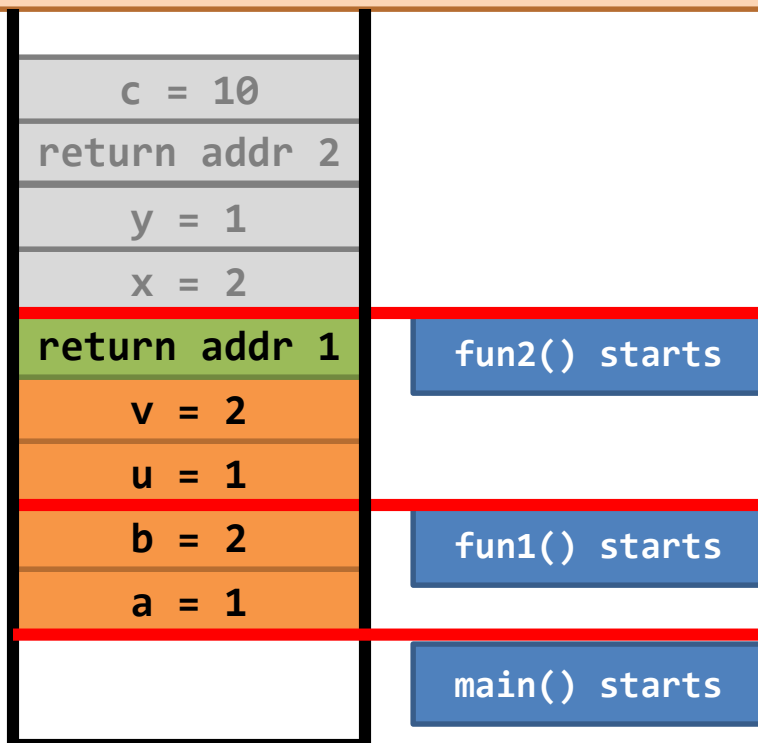 c = 10
return addr 2
y = 1
x = 2
return addr 1
fun2() starts
v = 2
u = 1
b = 2
fun1() starts
a = 1
main() starts